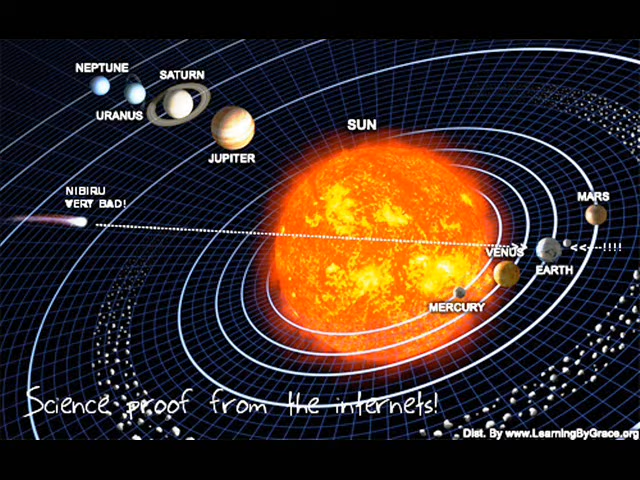 NEPTUNE
SATURN
URANUS
SUN
JUPITER
NIBIRU
VERY BAD!
MARS
VENUS
>>
<<---!!!!
EARTH
MERCURY
Science proof from the internets!
Dist. By www.LearningByGrace.org